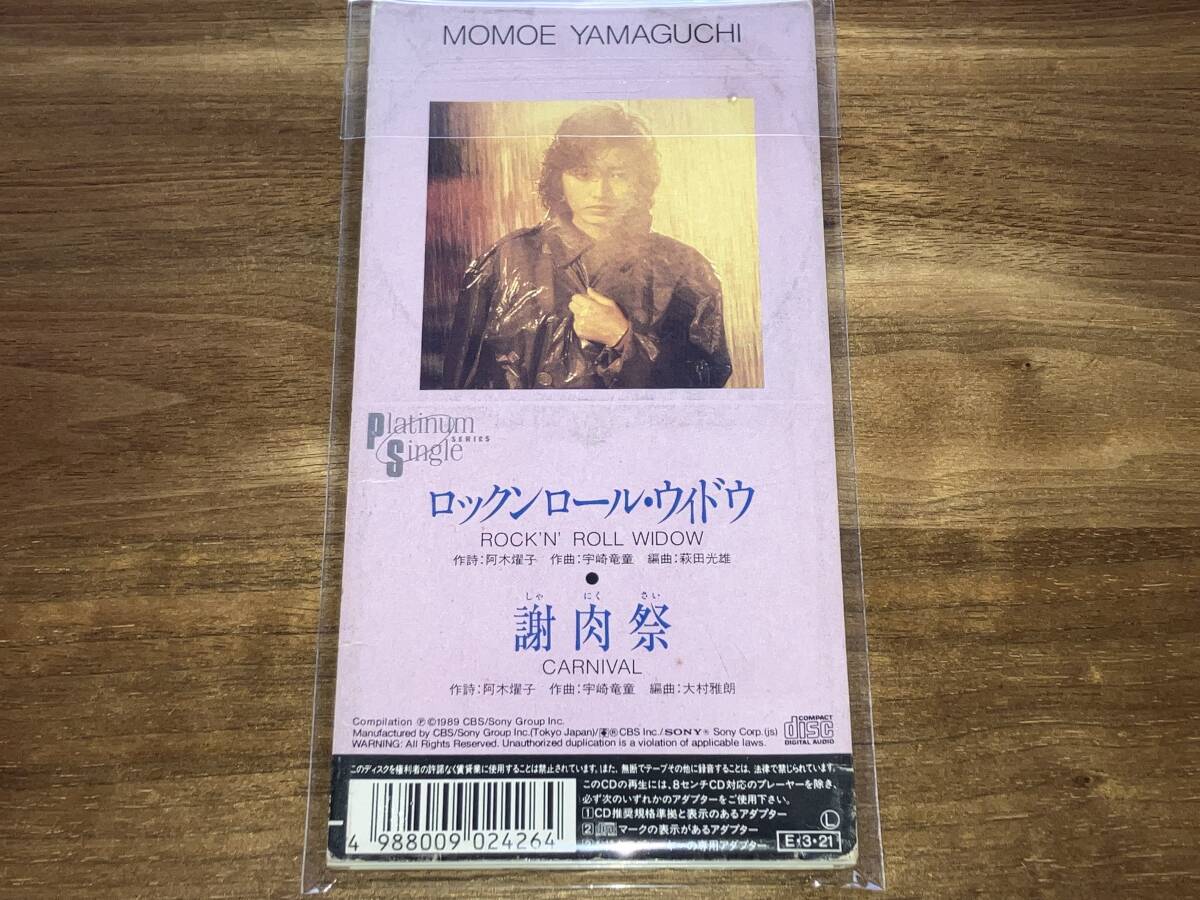 MOMOE YAMAGUCHI
Platinum
SERIES
Single
ロックンロール・ウィドウ
ROCK'N' ROLL WIDOW
作詩:阿木燿子 作曲:宇崎竜童 編曲:萩田光雄
しゃ にく さい
謝肉祭
CARNIVAL
作詩:阿木燿子 作曲:宇崎竜童 編曲:大村雅朗
Compilation ℗©1989 CBS/Sony Group Inc.
Manufactured by CBS/Sony Group Inc.(Tokyo Japan)/®CBS Inc./SONY® Sony Corp.(js)
WARNING: All Rights Reserved. Unauthorized duplication is a violation of applicable laws.
COMPACT
disc
DIGITAL AUDIO
このディスクを権利者の許諾なく賃貸業に使用することは禁止されています。また、無断でテープその他に録音することは、法律で禁じられています。
このCDの再生には、8センチCD対応のプレーヤーを除き、
必ず次のいずれかのアダプターをご使用下さい。
1 CD推奨規格準拠と表示のあるアダプター
2 マークの表示があるアダプター
の専用アダプター
L
E・3・21
4 988009 024264